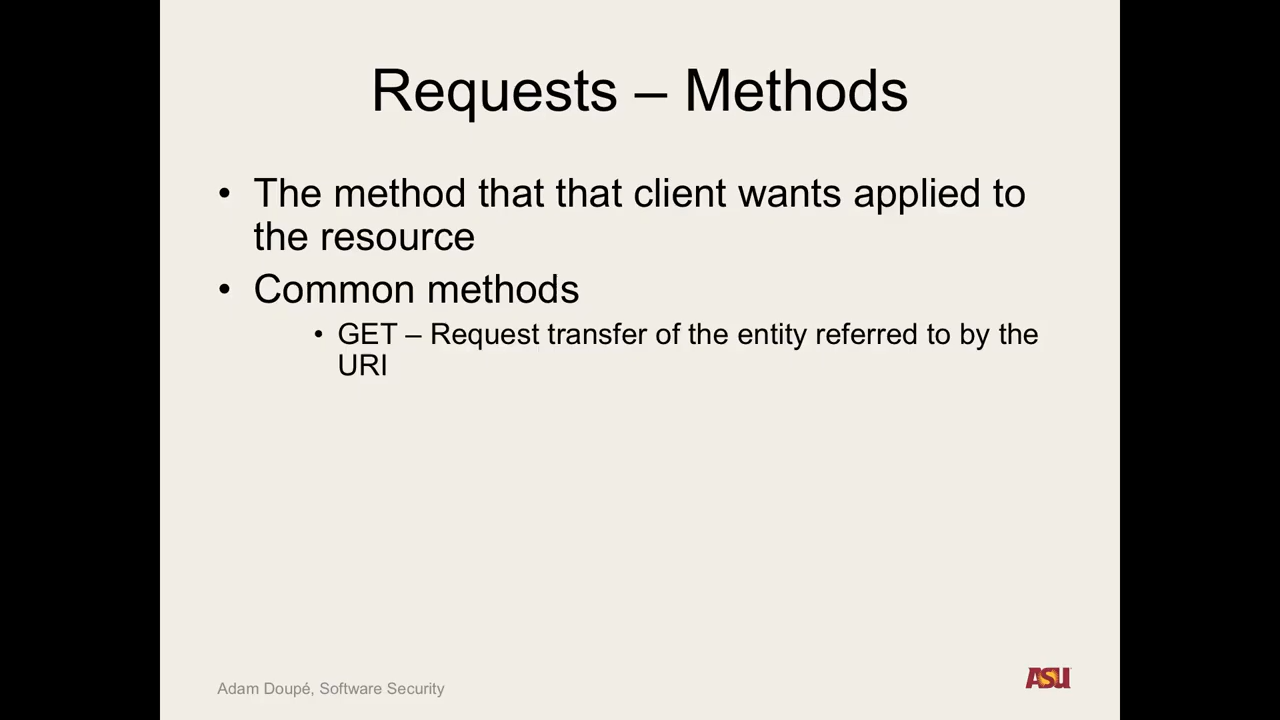 Requests – Methods
• The method that that client wants applied to
the resource
• Common methods
• GET – Request transfer of the entity referred to by the
URI
Adam Doupé, Software Security
ASU